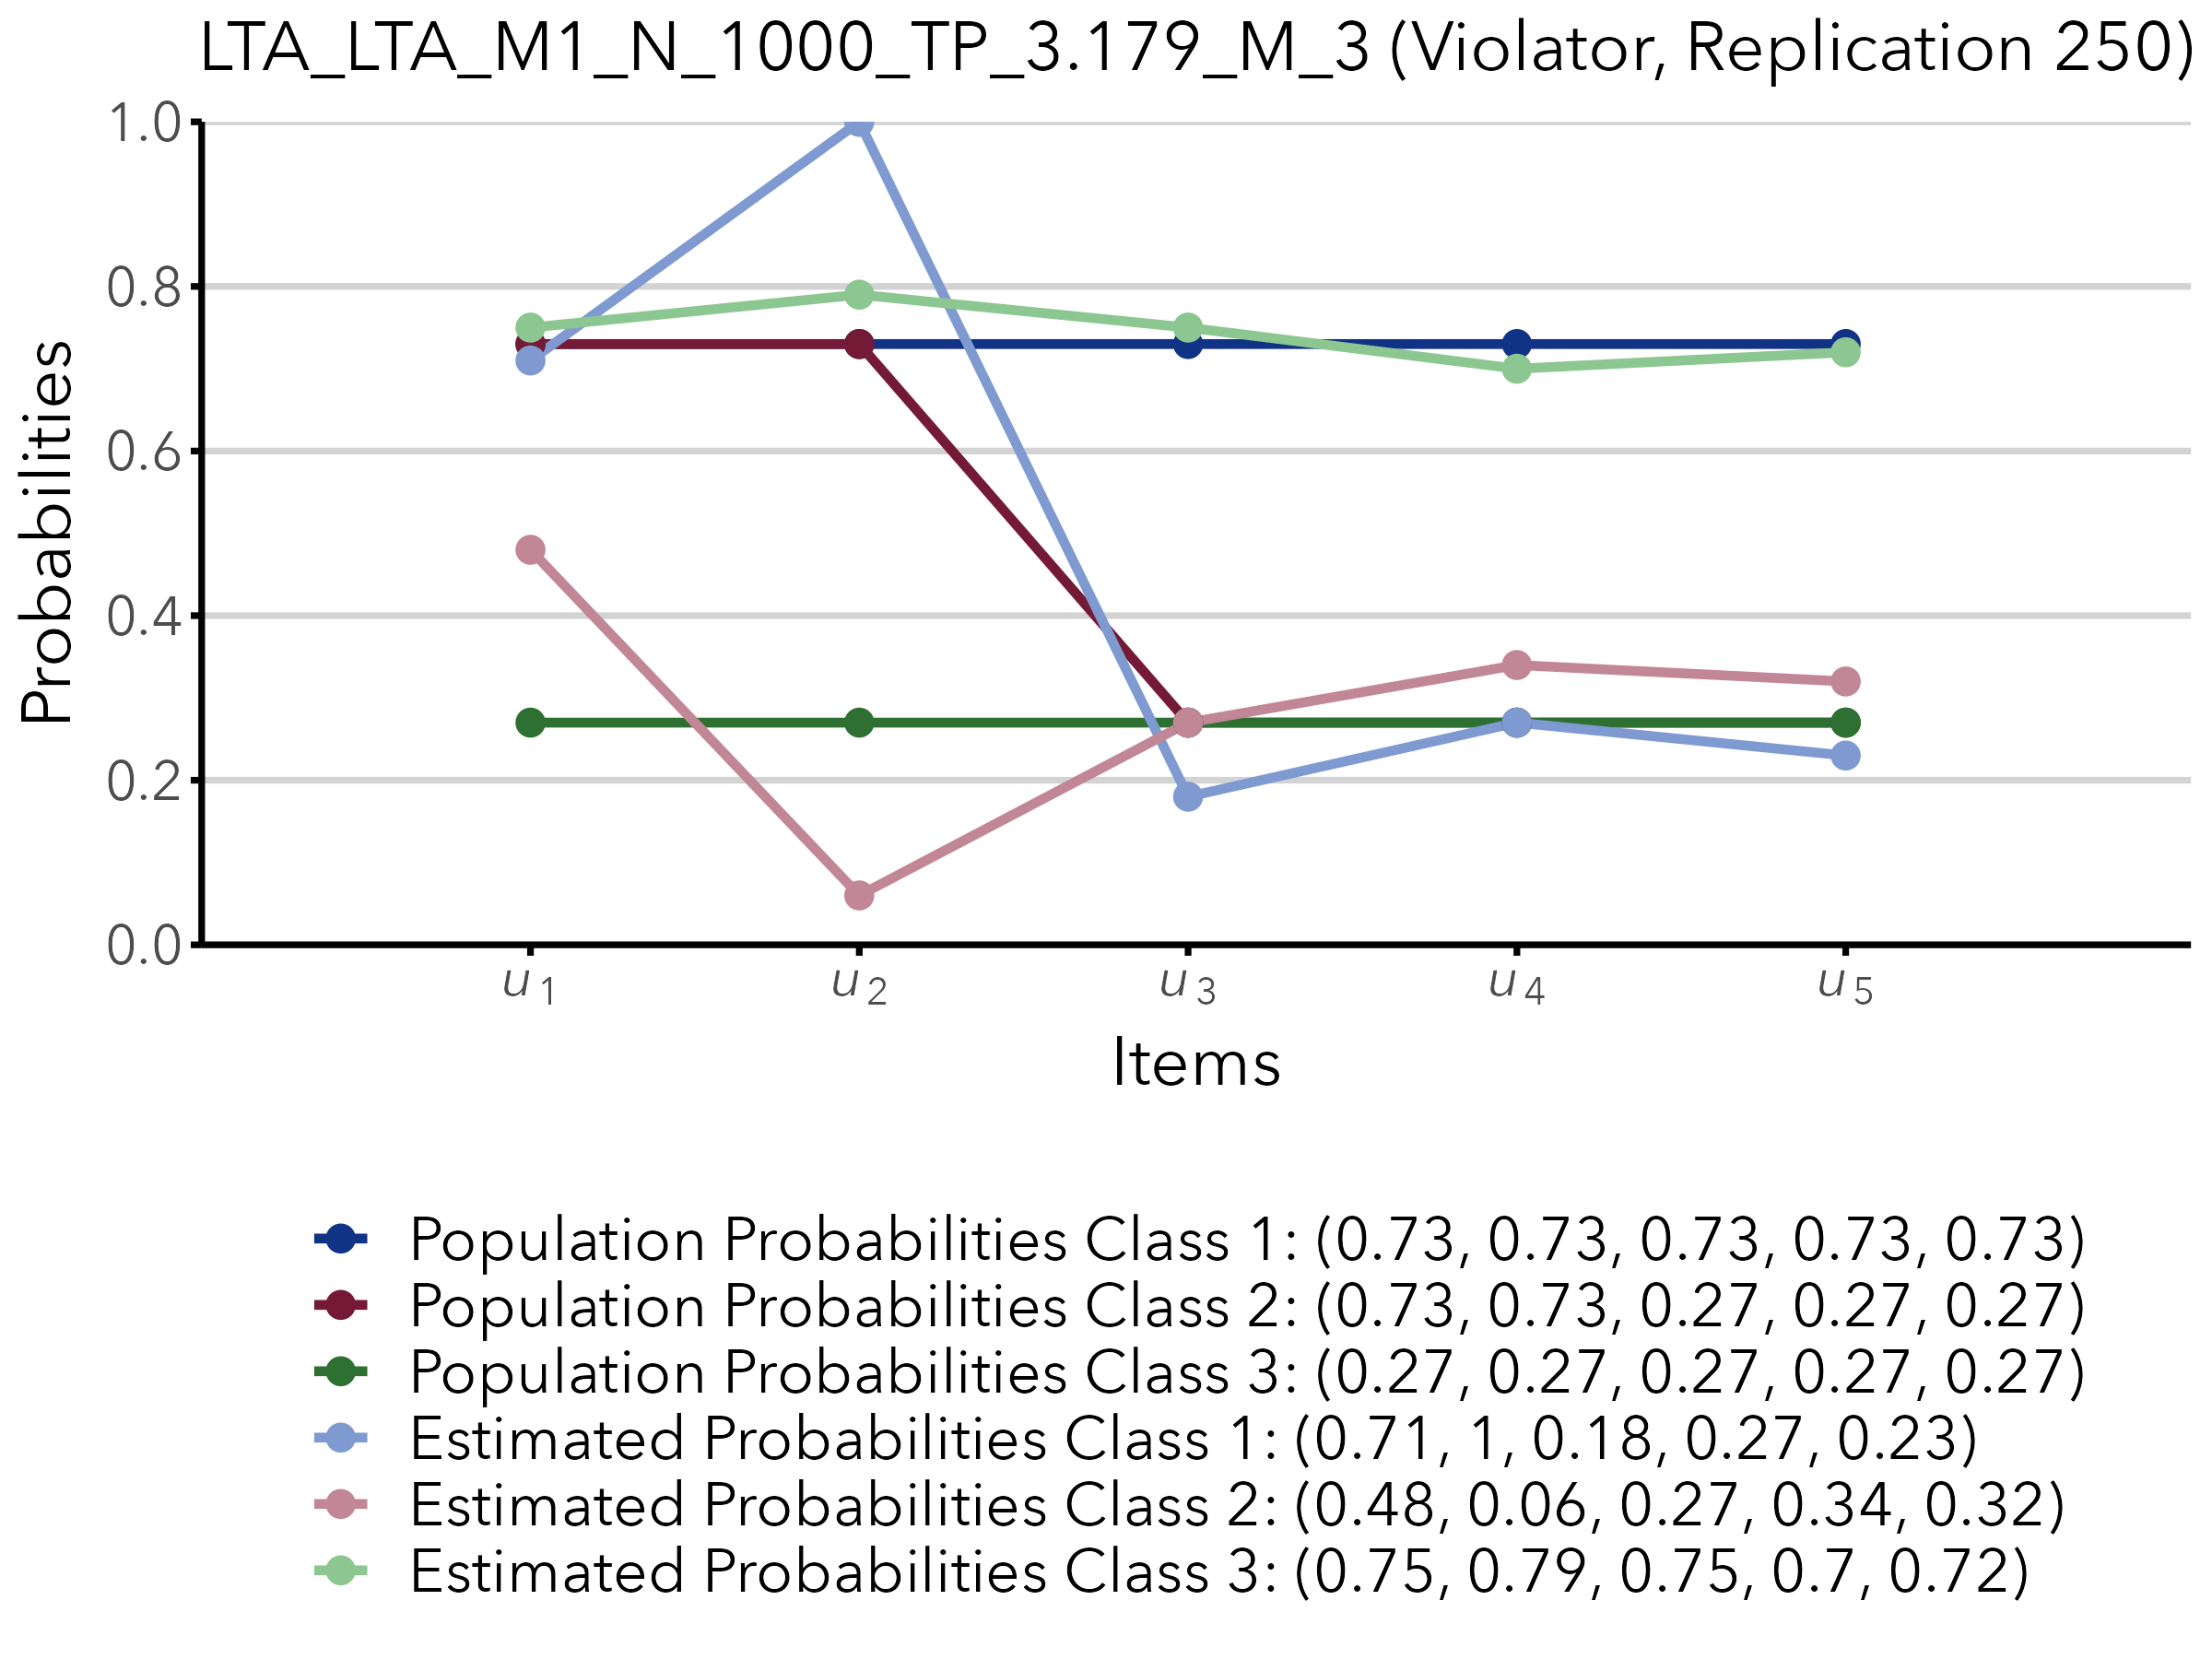 LTA_LTA_M1_N_1000_TP_3.179_M_3 (Violator, Replication 250)
1.0
0.8
0.6
0.4
0.2
0.0
Probabilities
u1 u2 u3 u4 u5
Items
Population Probabilities Class 1: (0.73, 0.73, 0.73, 0.73, 0.73)
Population Probabilities Class 2: (0.73, 0.73, 0.27, 0.27, 0.27)
Population Probabilities Class 3: (0.27, 0.27, 0.27, 0.27, 0.27)
Estimated Probabilities Class 1: (0.71, 1, 0.18, 0.27, 0.23)
Estimated Probabilities Class 2: (0.48, 0.06, 0.27, 0.34, 0.32)
Estimated Probabilities Class 3: (0.75, 0.79, 0.75, 0.7, 0.72)